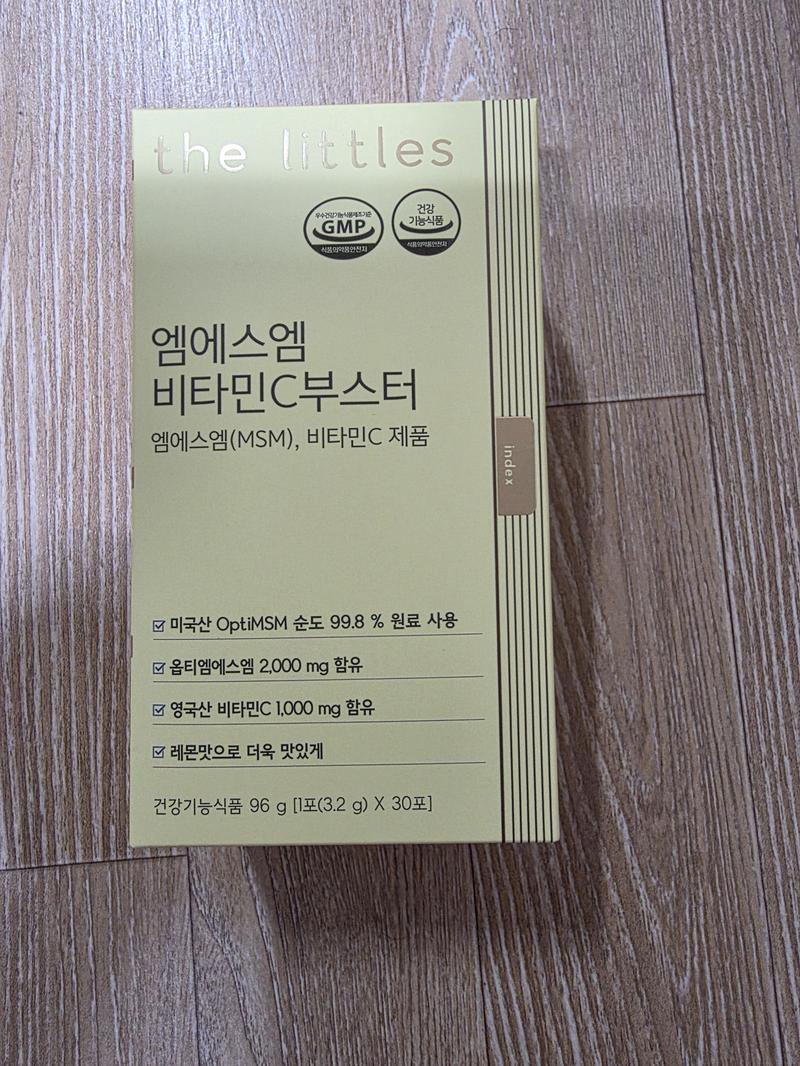 the littles
우수건강기능식품제조기준
GMP
식품의약품안전처
건강
기능식품
식품의약품안전처
엠에스엠
비타민C부스터
엠에스엠(MSM), 비타민C 제품
index
미국산 OptiMSM 순도 99.8 % 원료 사용
옵티엠에스엠 2,000 mg 함유
영국산 비타민C 1,000 mg 함유
레몬맛으로 더욱 맛있게
건강기능식품 96 g [1포(3.2 g) X 30포]